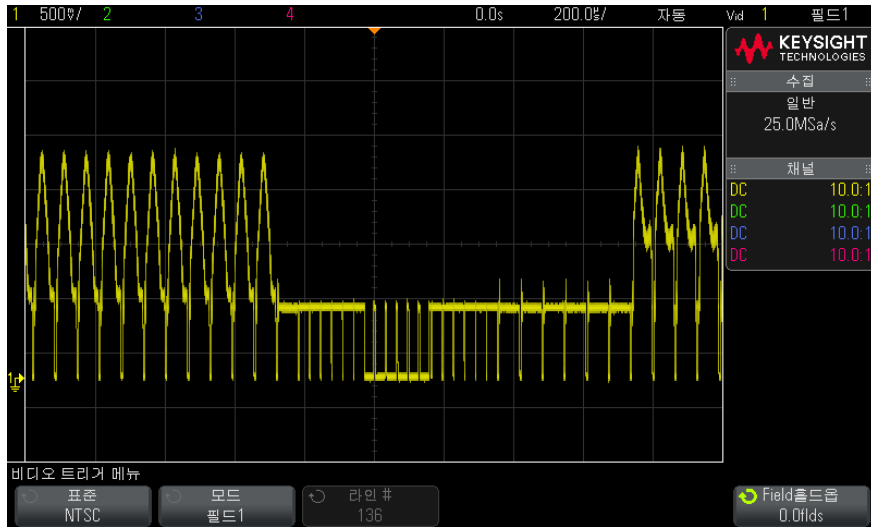 1 500㎷/ 2 3 4 0.0s 200.0㎲/ 자동 Vid 1 필드1
KEYSIGHT
TECHNOLOGIES
수집
일반
25.0MSa/s
채널
DC 10.0:1
DC 10.0:1
DC 10.0:1
DC 10.0:1
1
비디오 트리거 메뉴
표준
NTSC
모드
필드1
라인 #
136
Field홀드옵
0.0flds